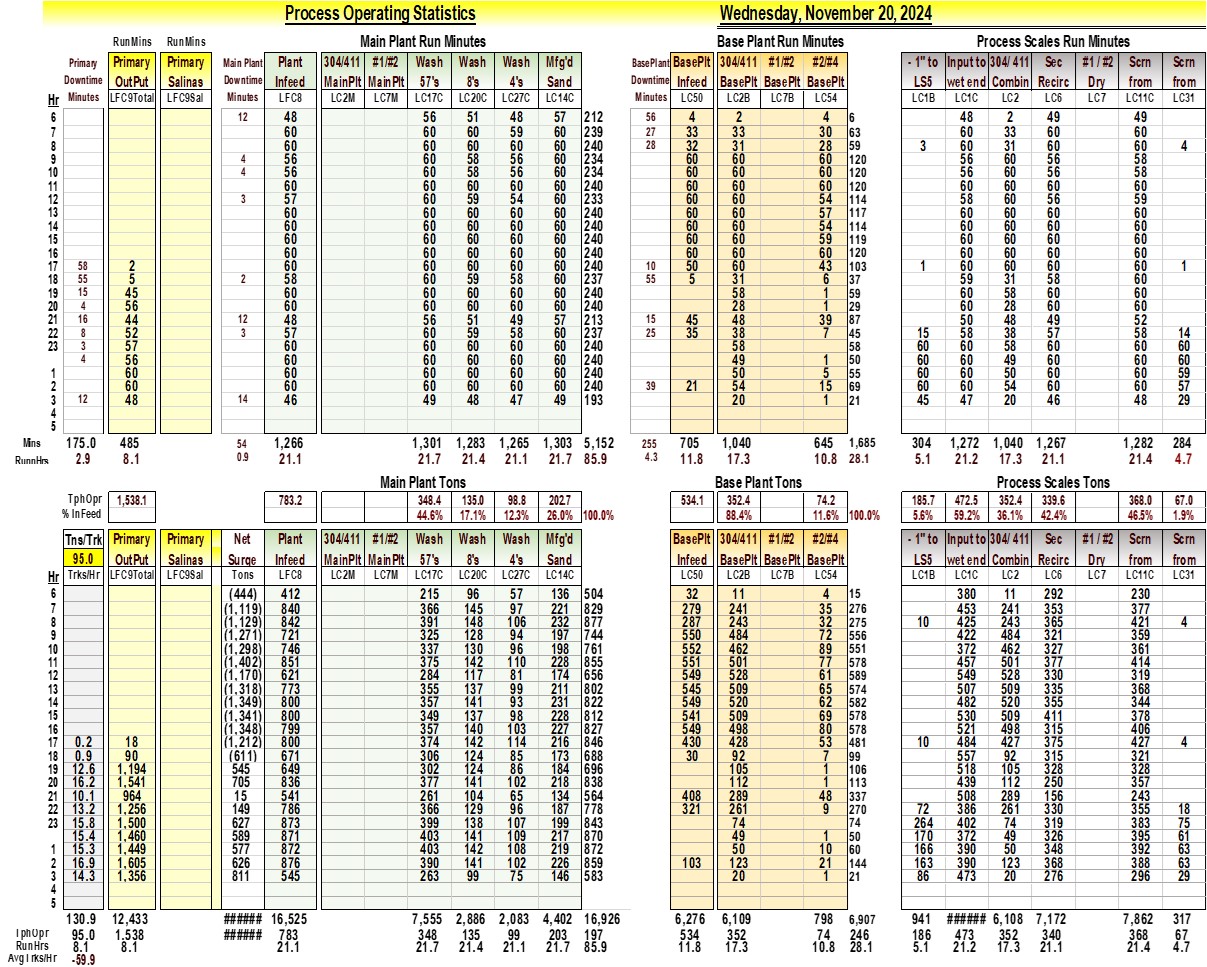 Process Operating Statistics Wednesday, November 20, 2024
RunMins RunMins Main Plant Run Minutes Base Plant Run Minutes Process Scales Run Minutes
Primary Primary Primary Main Plant Plant 304/411 #1/#2 Wash Wash Wash Mfg'd BasePlant BasePlt 304/411 #1/#2 #2/#4 - 1" to Input to 304/ 411 Sec #1 / #2 Scrn Scrn
Downtime OutPut Salinas Downtime Infeed MainPlt MainPlt 57's 8's 4's Sand Downtime Infeed BasePlt BasePlt BasePlt LS5 wet end Combin Recirc Dry from from
Hr Minutes LFC9Total LFC9Sal Minutes LFC8 LC2M LC7M LC17C LC20C LC27C LC14C Minutes LC50 LC2B LC7B LC54 LC1B LC1C LC2 LC6 LC7 LC11C LC31
6 12 48 56 51 48 57 212 56 4 2 4 6 48 2 49 49
7 60 60 60 59 60 239 27 33 33 30 63 60 33 60 60
8 60 60 60 60 60 240 28 32 31 28 59 3 60 31 60 60 4
9 4 56 60 58 56 60 234 60 60 60 120 56 60 56 58
10 4 56 60 58 56 60 234 60 60 60 120 56 60 56 58
11 60 60 60 60 60 240 60 60 60 120 60 60 60 60
12 3 57 60 59 54 60 233 60 60 54 114 58 60 56 59
13 60 60 60 60 60 240 60 60 57 117 60 60 60 60
14 60 60 60 60 60 240 60 60 54 114 60 60 60 60
15 60 60 60 60 60 240 60 60 59 119 60 60 60 60
16 60 60 60 60 60 240 60 60 60 120 60 60 60 60
17 58 2 60 60 60 60 60 240 10 50 60 43 103 1 60 60 60 60 1
18 55 5 2 58 60 59 58 60 237 55 5 31 6 37 59 31 58 60
19 15 45 60 60 60 60 60 240 58 1 59 60 58 60 60
20 4 56 60 60 60 60 60 240 28 1 29 60 28 60 60
21 16 44 12 48 56 51 49 57 213 15 45 48 39 87 50 48 49 52
22 8 52 3 57 60 59 58 60 237 25 35 38 7 45 15 58 38 57 58 14
23 3 57 60 60 60 60 60 240 58 58 60 60 58 60 60 60
4 56 60 60 60 60 60 240 49 1 50 60 60 49 60 60 60
1 60 60 60 60 60 60 240 50 5 55 60 60 50 60 60 59
2 60 60 60 60 60 60 240 39 21 54 15 69 60 60 54 60 60 57
3 12 48 14 46 49 48 47 49 193 20 1 21 45 47 20 46 48 29
4
5
Mins 175.0 485 54 1,266 1,301 1,283 1,265 1,303 5,152 255 705 1,040 645 1,685 304 1,272 1,040 1,267 1,282 284
RunnHrs 2.9 8.1 0.9 21.1 21.7 21.4 21.1 21.7 85.9 4.3 11.8 17.3 10.8 28.1 5.1 21.2 17.3 21.1 21.4 4.7
Main Plant Tons Base Plant Tons Process Scales Tons
TphOpr 1,538.1 783.2 348.4 135.0 98.8 202.7 534.1 352.4 74.2 185.7 472.5 352.4 339.6 368.0 67.0
% InFeed 44.6% 17.1% 12.3% 26.0% 100.0% 88.4% 11.6% 100.0% 5.6% 59.2% 36.1% 42.4% 46.5% 1.9%
Tns/Trk Primary Primary Net Plant 304/411 #1/#2 Wash Wash Wash Mfg'd BasePlt 304/411 #1/#2 #2/#4 - 1" to Input to 304/ 411 Sec #1 / #2 Scrn Scrn
95.0 OutPut Salinas Surge Infeed MainPlt MainPlt 57's 8's 4's Sand Infeed BasePlt BasePlt BasePlt LS5 wet end Combin Recirc Dry from from
Hr Trks/Hr LFC9Total LFC9Sal Tons LFC8 LC2M LC7M LC17C LC20C LC27C LC14C LC50 LC2B LC7B LC54 LC1B LC1C LC2 LC6 LC7 LC11C LC31
6 (444) 412 215 96 57 136 504 32 11 4 15 380 11 292 230
7 (1,119) 840 366 145 97 221 829 279 241 35 276 453 241 353 377
8 (1,129) 842 391 148 106 232 877 287 243 32 275 10 425 243 365 421 4
9 (1,271) 721 325 128 94 197 744 550 484 72 556 422 484 321 359
10 (1,298) 746 337 130 96 198 761 552 462 89 551 372 462 327 361
11 (1,402) 851 375 142 110 228 855 551 501 77 578 457 501 377 414
12 (1,170) 621 284 117 81 174 656 549 528 61 589 549 528 330 319
13 (1,318) 773 355 137 99 211 802 545 509 65 574 507 509 335 368
14 (1,349) 800 357 141 93 231 822 549 520 62 582 482 520 355 344
15 (1,341) 800 349 137 98 228 812 541 509 69 578 530 509 411 378
16 (1,348) 799 357 140 103 227 827 549 498 80 578 521 498 315 406
17 0.2 18 (1,212) 800 374 142 114 216 846 430 428 53 481 10 484 427 375 427 4
18 0.9 90 (611) 671 306 124 85 173 688 30 92 7 99 557 92 315 321
19 12.6 1,194 545 649 302 124 86 184 696 105 1 106 518 105 328 328
20 16.2 1,541 705 836 377 141 102 218 838 112 1 113 439 112 250 357
21 10.1 964 15 541 261 104 65 134 564 408 289 48 337 508 289 156 243
22 13.2 1,256 149 786 366 129 96 187 778 321 261 9 270 72 386 261 330 355 18
23 15.8 1,500 627 873 399 138 107 199 843 74 74 264 402 74 319 383 75
15.4 1,460 589 871 403 141 109 217 870 49 1 50 170 372 49 326 395 61
1 15.3 1,449 577 872 403 142 108 219 872 50 10 60 166 390 50 348 392 63
2 16.9 1,605 626 876 390 141 102 226 859 103 123 21 144 163 390 123 368 388 63
3 14.3 1,356 811 545 263 99 75 146 583 20 1 21 86 473 20 276 296 29
4
5
130.9 12,433 ###### 16,525 7,555 2,886 2,083 4,402 16,926 6,276 6,109 798 6,907 941 ###### 6,108 7,172 7,862 317
TphOpr 95.0 1,538 ###### 783 348 135 99 203 197 534 352 74 246 186 473 352 340 368 67
RunHrs 8.1 8.1 21.1 21.7 21.4 21.1 21.7 85.9 11.8 17.3 10.8 28.1 5.1 21.2 17.3 21.1 21.4 4.7
AvgTrks/Hr -59.9